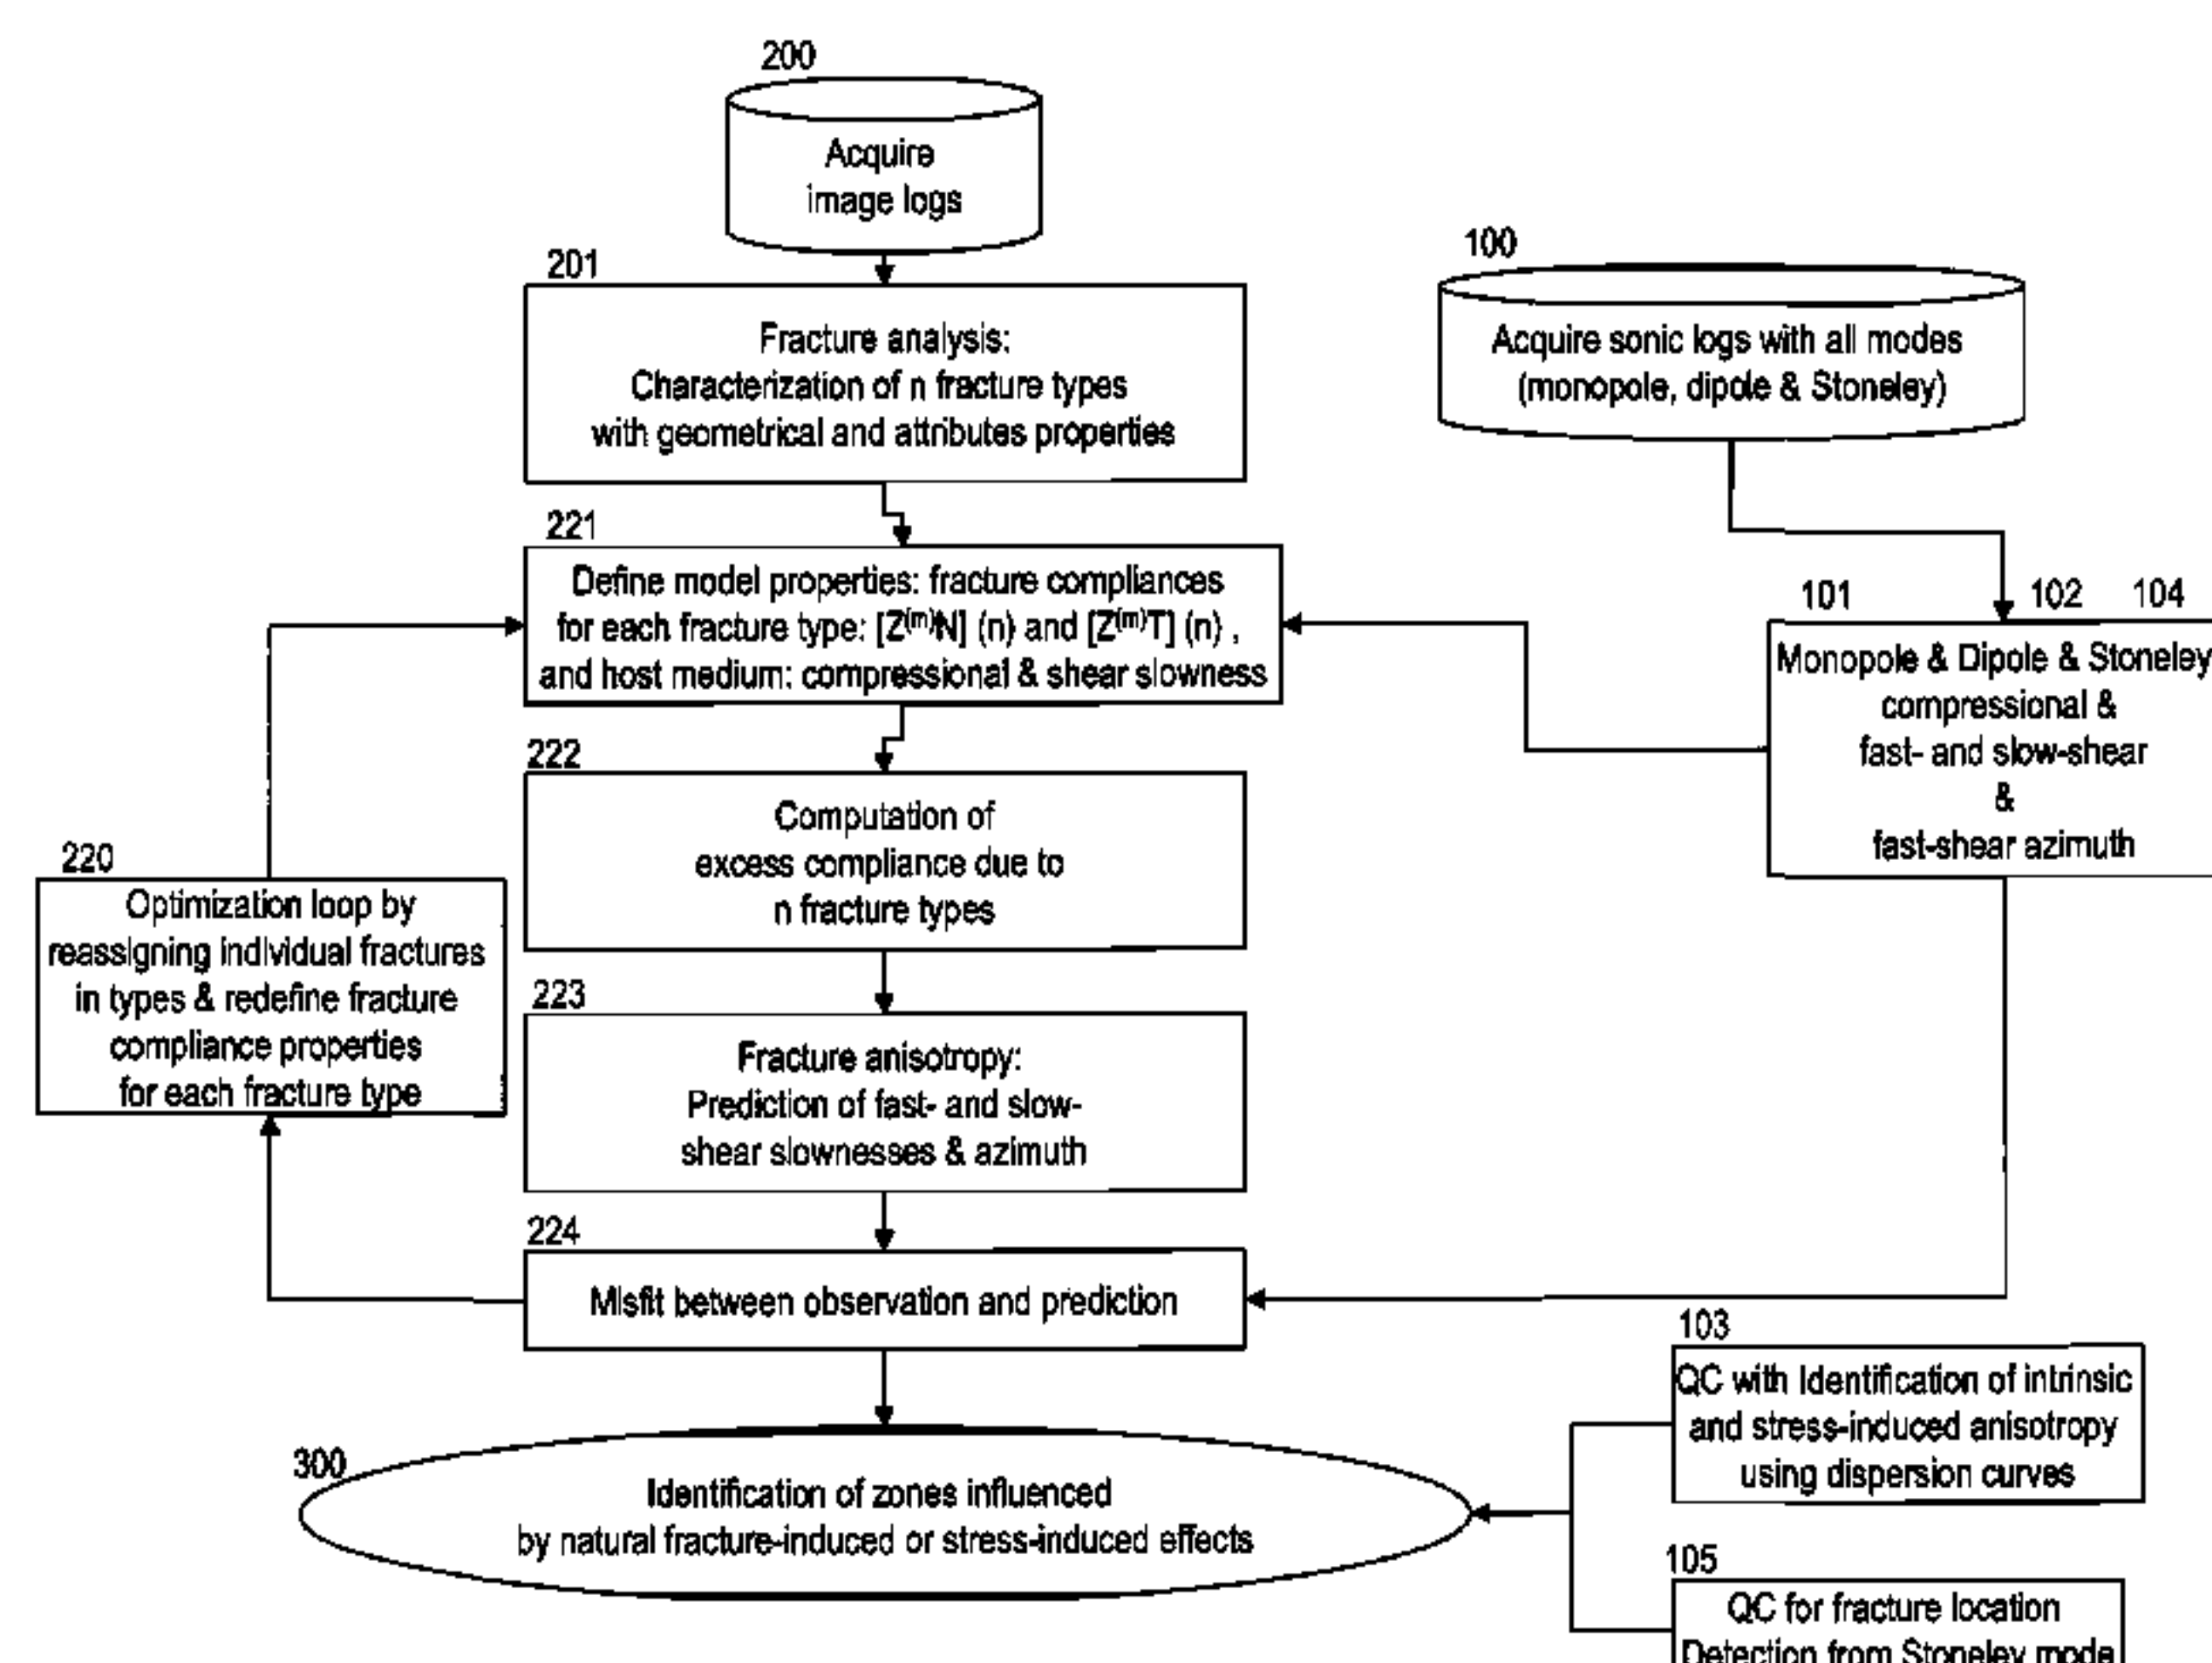 200
Acquire
image logs
201
Fracture analysis:
Characterization of n fracture types
with geometrical and attributes properties
100
Acquire sonic logs with all modes
(monopole, dipole & Stoneley)
221
Define model properties: fracture compliances
for each fracture type: [Z(m)N] (n) and [Z(m)T] (n) ,
and host medium: compressional & shear slowness
101 102 104
Monopole & Dipole & Stoneley
compressional &
fast- and slow-shear
&
fast-shear azimuth
222
Computation of
excess compliance due to
n fracture types
220
Optimization loop by
reassigning individual fractures
in types & redefine fracture
compliance properties
for each fracture type
223
Fracture anisotropy:
Prediction of fast- and slow-
shear slownesses & azimuth
224
Misfit between observation and prediction
103
QC with Identification of intrinsic
and stress-induced anisotropy
using dispersion curves
300
Identification of zones influenced
by natural fracture-induced or stress-induced effects
105
QC for fracture location
Detection from Stoneley mode